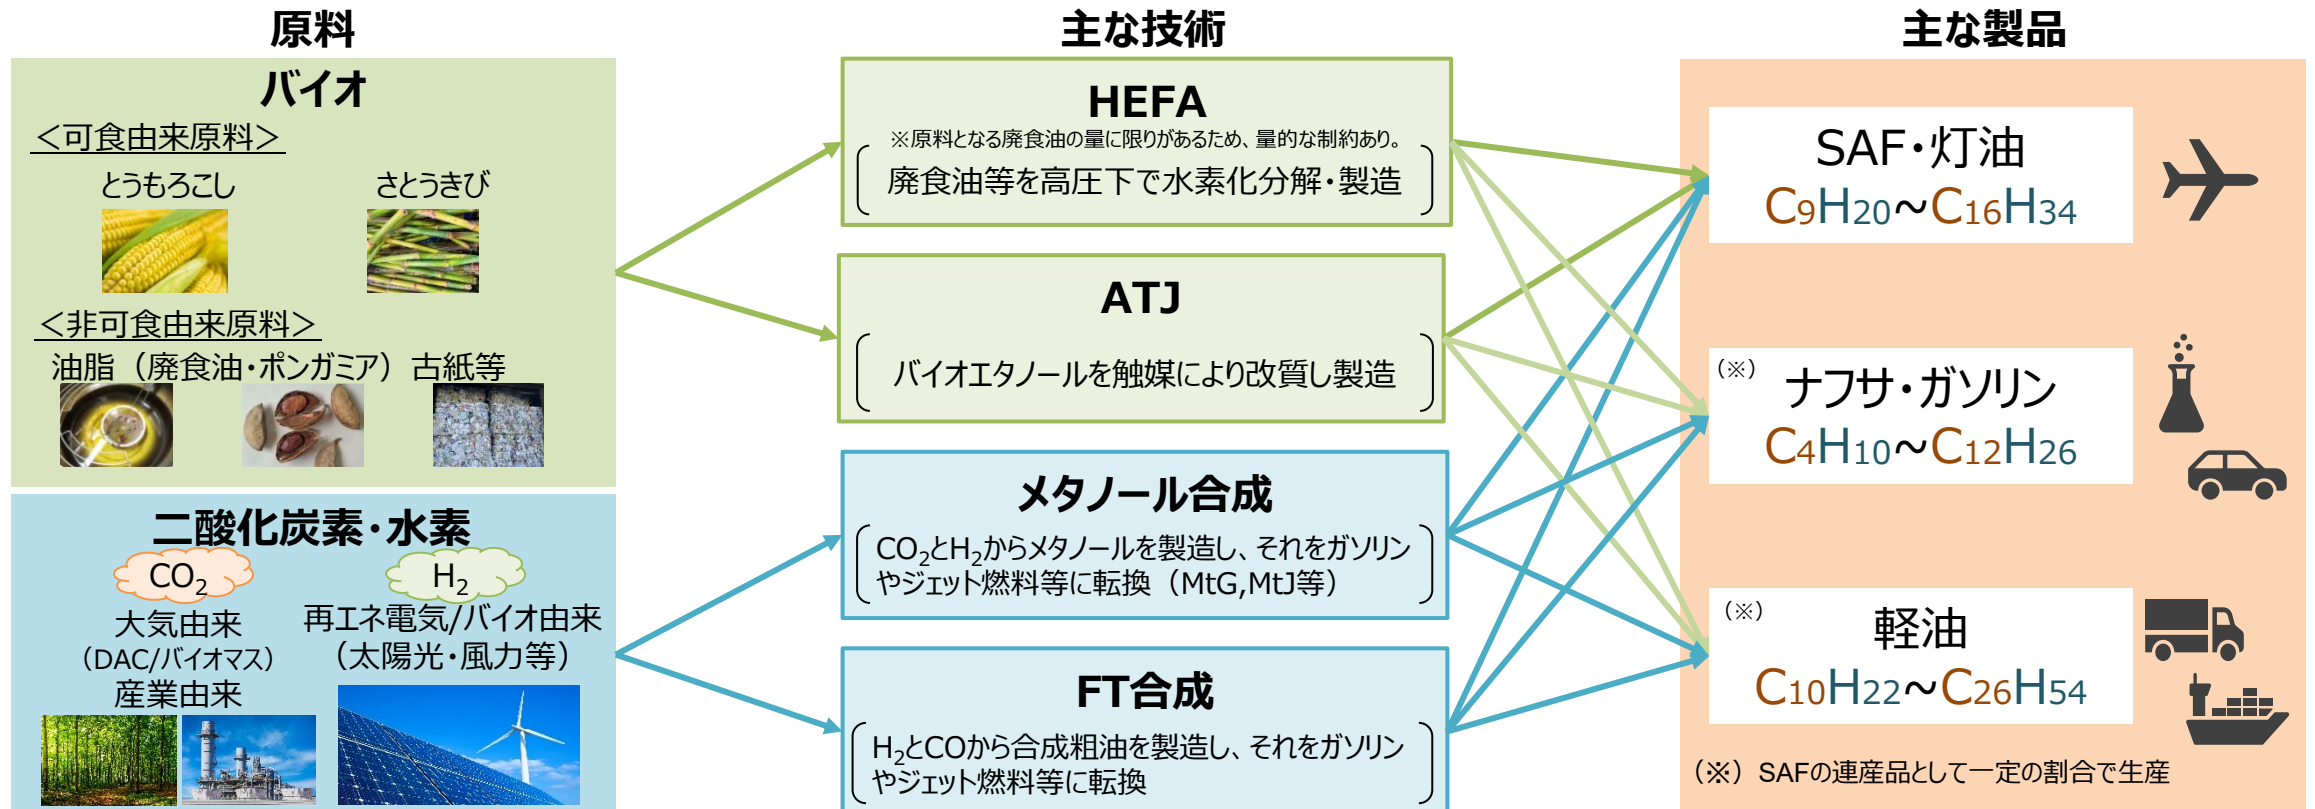 原料
バイオ
＜可食由来原料＞
とうもろこし
さとうきび
＜非可食由来原料＞
油脂（廃食油・ポンガミア）
古紙等
二酸化炭素・水素
CO2
H2
大気由来
（DAC/バイオマス）
産業由来
再エネ電気/バイオ由来
（太陽光・風力等）
主な技術
HEFA
※原料となる廃食油の量に限りがあるため、量的な制約あり。
廃食油等を高圧下で水素化分解・製造
ATJ
バイオエタノールを触媒により改質し製造
メタノール合成
CO2とH2からメタノールを製造し、それをガソリン
やジェット燃料等に転換（MtG,MtJ等）
FT合成
H2とCOから合成粗油を製造し、それをガソリン
やジェット燃料等に転換
主な製品
SAF・灯油
C9H20~C16H34
（※）
ナフサ・ガソリン
C4H10~C12H26
（※）
軽油
C10H22~C26H54
（※）SAFの連産品として一定の割合で生産